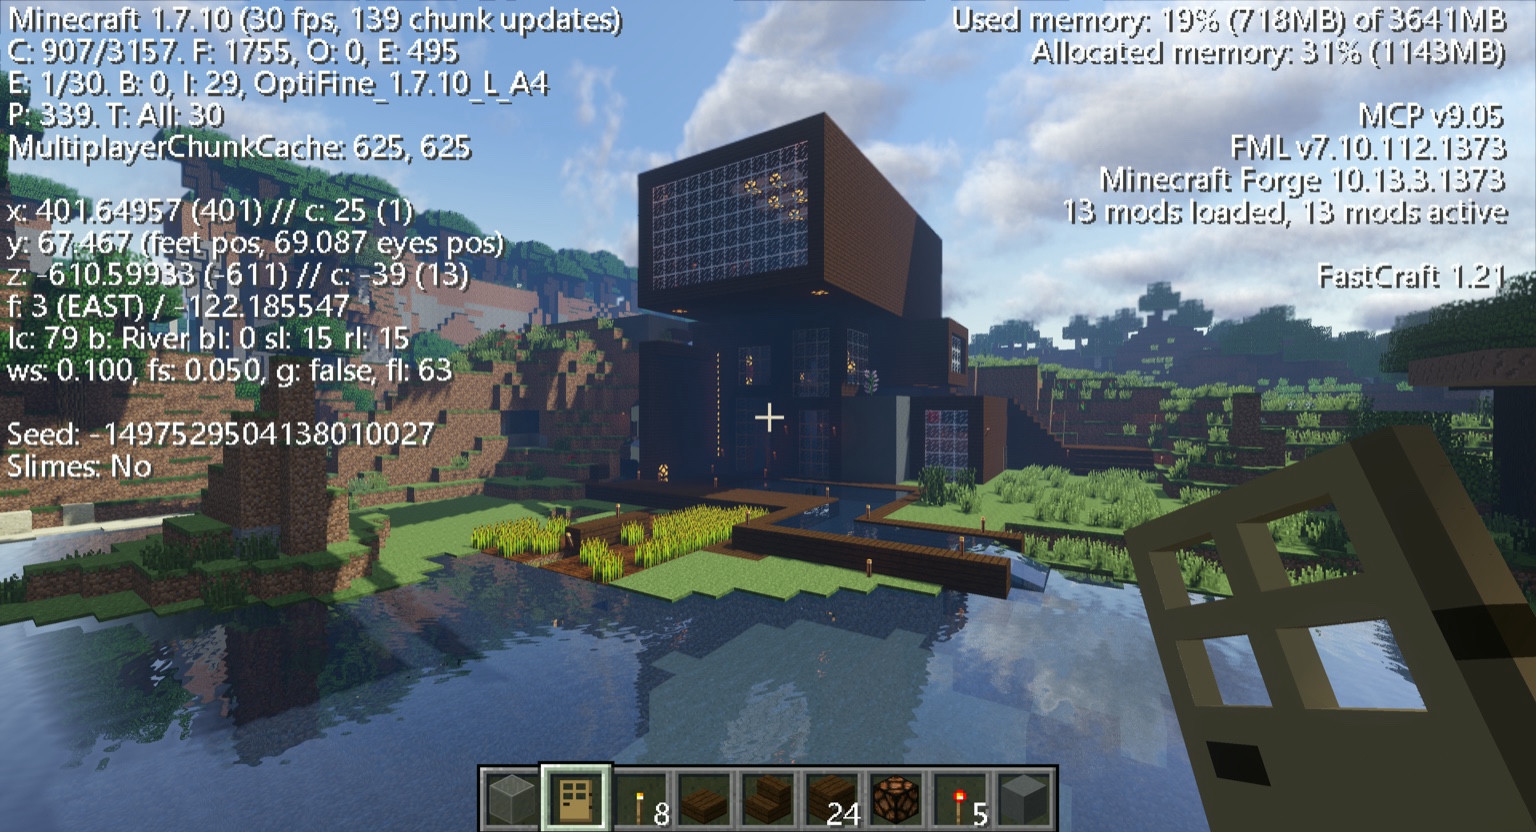 Minecraft 1.7.10 (30 fps, 139 chunk updates)
C: 907/3157. F: 1755, O: 0, E: 495
E: 1/30. B: 0, I: 29, OptiFine_1.7.10_L_A4
P: 339. T: All: 30
MultiplayerChunkCache: 625, 625
x: 401.64957 (401) // c: 25 (1)
y: 67.467 (feet pos, 69.087 eyes pos)
z: -610.59933 (-611) // c: -39 (13)
f: 3 (EAST) / -122.185547
lc: 79 b: River bl: 0 sl: 15 rl: 15
ws: 0.100, fs: 0.050, g: false, fl: 63
Seed: -1497529504138010027
Slimes: No
Used memory: 19% (718MB) of 3641MB
Allocated memory: 31% (1143MB)
MCP v9.05
FML v7.10.112.1373
Minecraft Forge 10.13.3.1373
13 mods loaded, 13 mods active
FastCraft 1.21
8
24
5